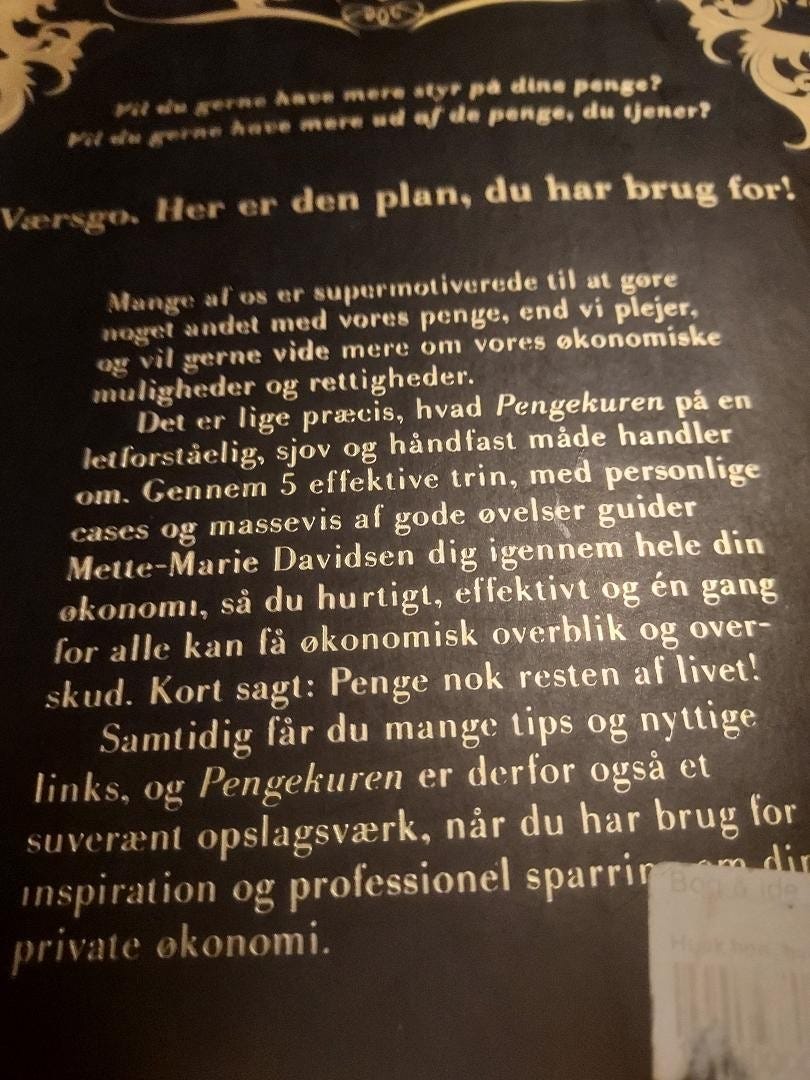 Vil du gerne have mere styr på dine penge?
Vil du gerne have mere ud af de penge, du tjener?
Værsgo. Her er den plan, du har brug for!
Mange af os er supermotiverede til at gøre
noget andet med vores penge, end vi plejer,
og vil gerne vide mere om vores økonomiske
muligheder og rettigheder.
Det er lige præcis, hvad Pengekuren på en
letforståelig, sjov og håndfast måde handler
om. Gennem 5 effektive trin, med personlige
cases og massevis af gode øvelser guider
Mette-Marie Davidsen dig igennem hele din
økonomi, så du hurtigt, effektivt og én gang
for alle kan få økonomisk overblik og over-
skud. Kort sagt: Penge nok resten af livet!
Samtidig får du mange tips og nyttige
links, og Pengekuren er derfor også et
suverænt opslagsværk, når du har brug for
inspiration og professionel om
private økonomi.
Bog & ide